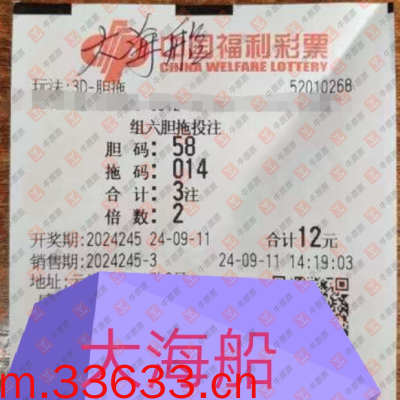 大海船
中国福利彩票
CHINA WELFARE LOTTERY
玩法:3D-胆拖 52010268
组六胆拖投注
胆 码: 58
拖 码: 014
合 计: 3注
倍 数: 2
开奖期:2024245 24-09-11 合计12元
销售期:2024245-3 24-09-11 14:19:03
地址:
大海船
m.33633.cn